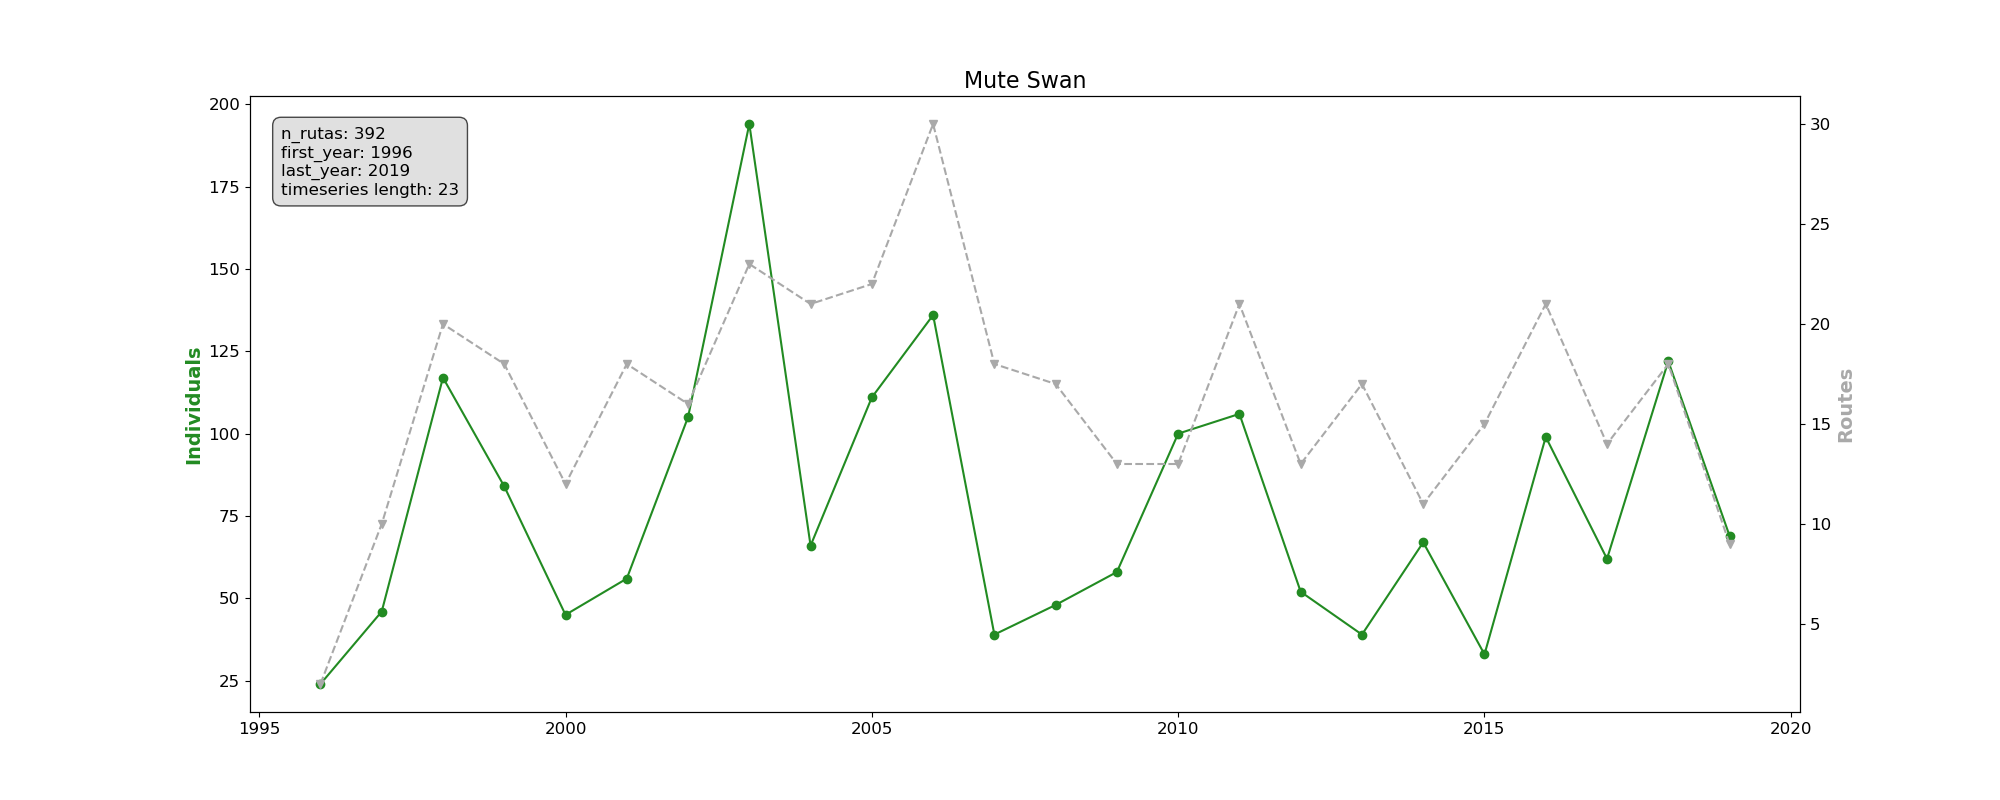 Mute Swan
n_rutas: 392
first_year: 1996
last_year: 2019
timeseries length: 23
Individuals
200
175
150
125
100
75
50
25
30
25
20
15
10
5
Routes
1995 2000 2005 2010 2015 2020